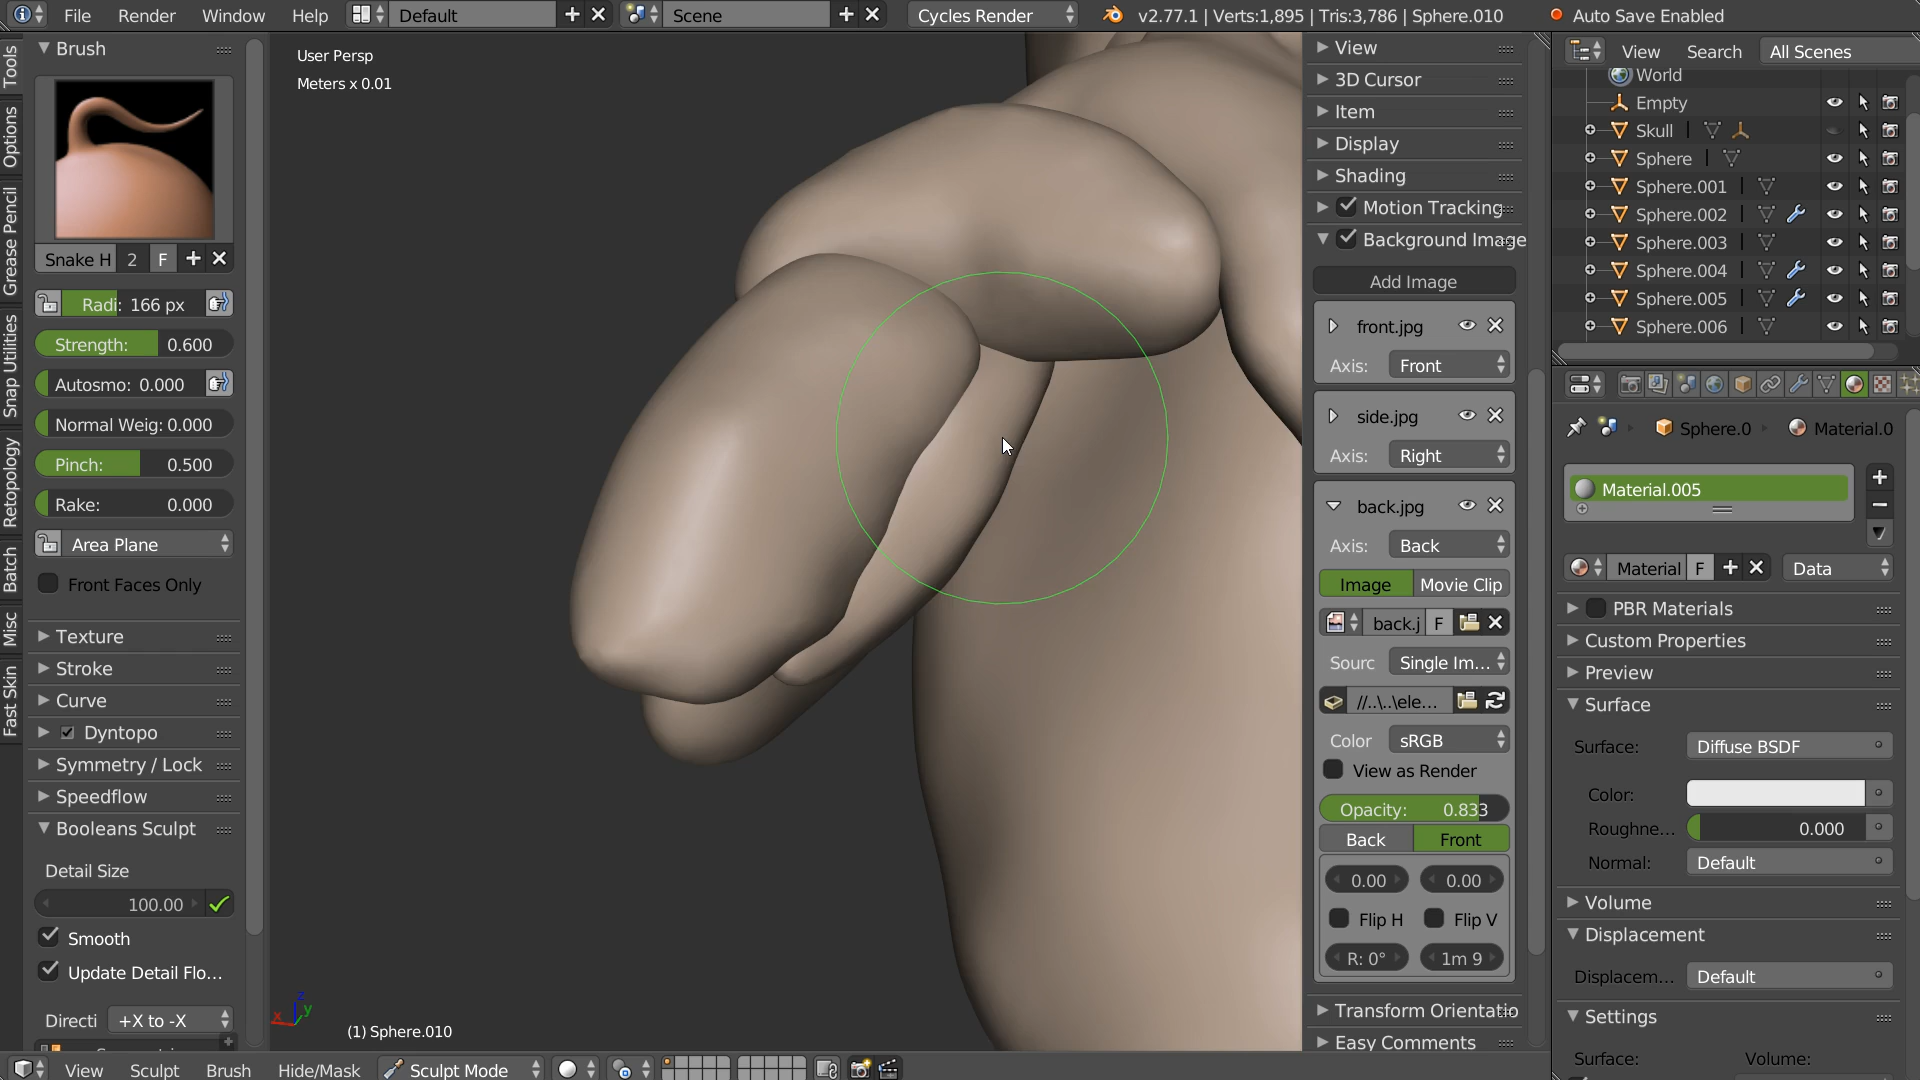 File View... Window Help Default Scene Cycles Render v2.77.1 | Verts:1,895 | Tris:3,786 | Sphere.010 Auto Save Enabled
Tools
Options
Grease Pencil
Snap Utilities
Retopology
Batch
Misc
Fast Skin
Brush
Snake H 2 F
Radi: 166 px
Strength: 0.600
Autosmo: 0.000
Normal Weig: 0.000
Pinch: 0.500
Rake: 0.000
Area Plane
Front Faces Only
Texture
Stroke
Curve
Dyntopo
Symmetry / Lock
Speedflow
Booleans Sculpt
Detail Size
100.00
Smooth
Update Detail Flo...
Directi +X to -X
User Persp
Meters x 0.01
(1) Sphere.010
View Sculpt Brush Hide/Mask Sculpt Mode
View
3D Cursor
Item
Display
Shading
Motion Tracking
Background Image
Add Image
front.jpg
Axis: Front
side.jpg
Axis: Right
back.jpg
Axis: Back
Image Movie Clip
back.j F
Sourc Single Im...
//..\..\ele...
Color sRGB
View as Render
Opacity: 0.833
Back Front
0.00 0.00
Flip H Flip V
R: 0° 1m 9
Transform Orientatio
Easy Comments
View Search All Scenes
World
Empty
Skull
Sphere
Sphere.001
Sphere.002
Sphere.003
Sphere.004
Sphere.005
Sphere.006
Sphere.0 Material.0
Material.005
Material F Data
PBR Materials
Custom Properties
Preview
Surface
Surface: Diffuse BSDF
Color:
Roughne... 0.000
Normal: Default
Volume
Displacement
Displacem... Default
Settings
Surface: Volume: